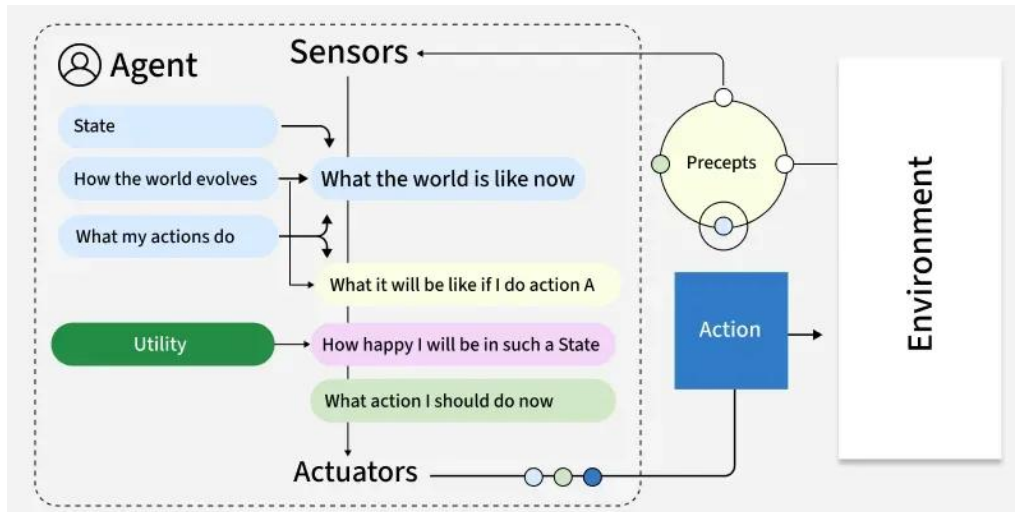 Agent
Sensors
State
How the world evolves
What the world is like now
What my actions do
What it will be like if I do action A
Utility
How happy I will be in such a State
What action I should do now
Actuators
Precepts
Action
Environment